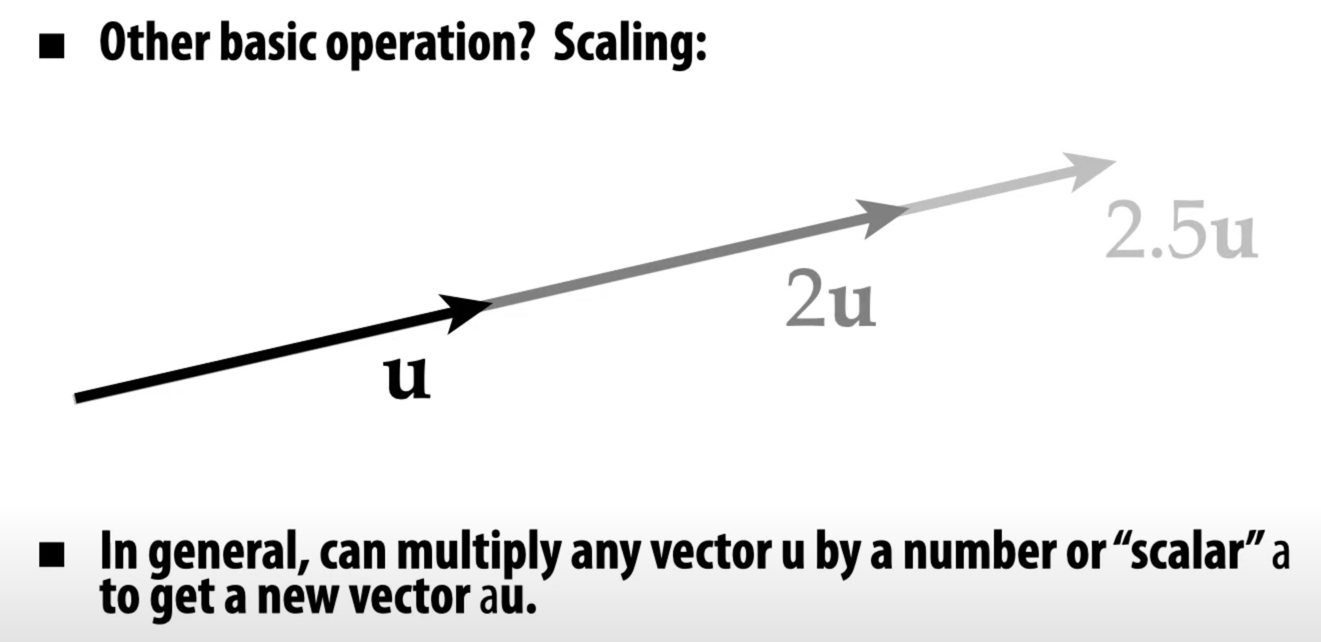 ■ Other basic operation? Scaling:
2.5u
2u
u
■ In general, can multiply any vector u by a number or “scalar” a
to get a new vector au.